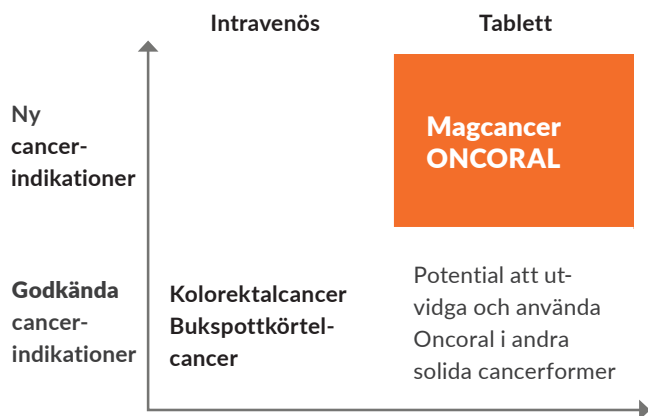 Intravenös
Tablett
Ny
cancer-
indikationer
Magcancer
ONCORAL
Godkända
cancer-
indikationer
Kolorektalcancer
Bukspottkörtel-
cancer
Potential att ut-
vidga och använda
Oncoral i andra
solida cancerformer